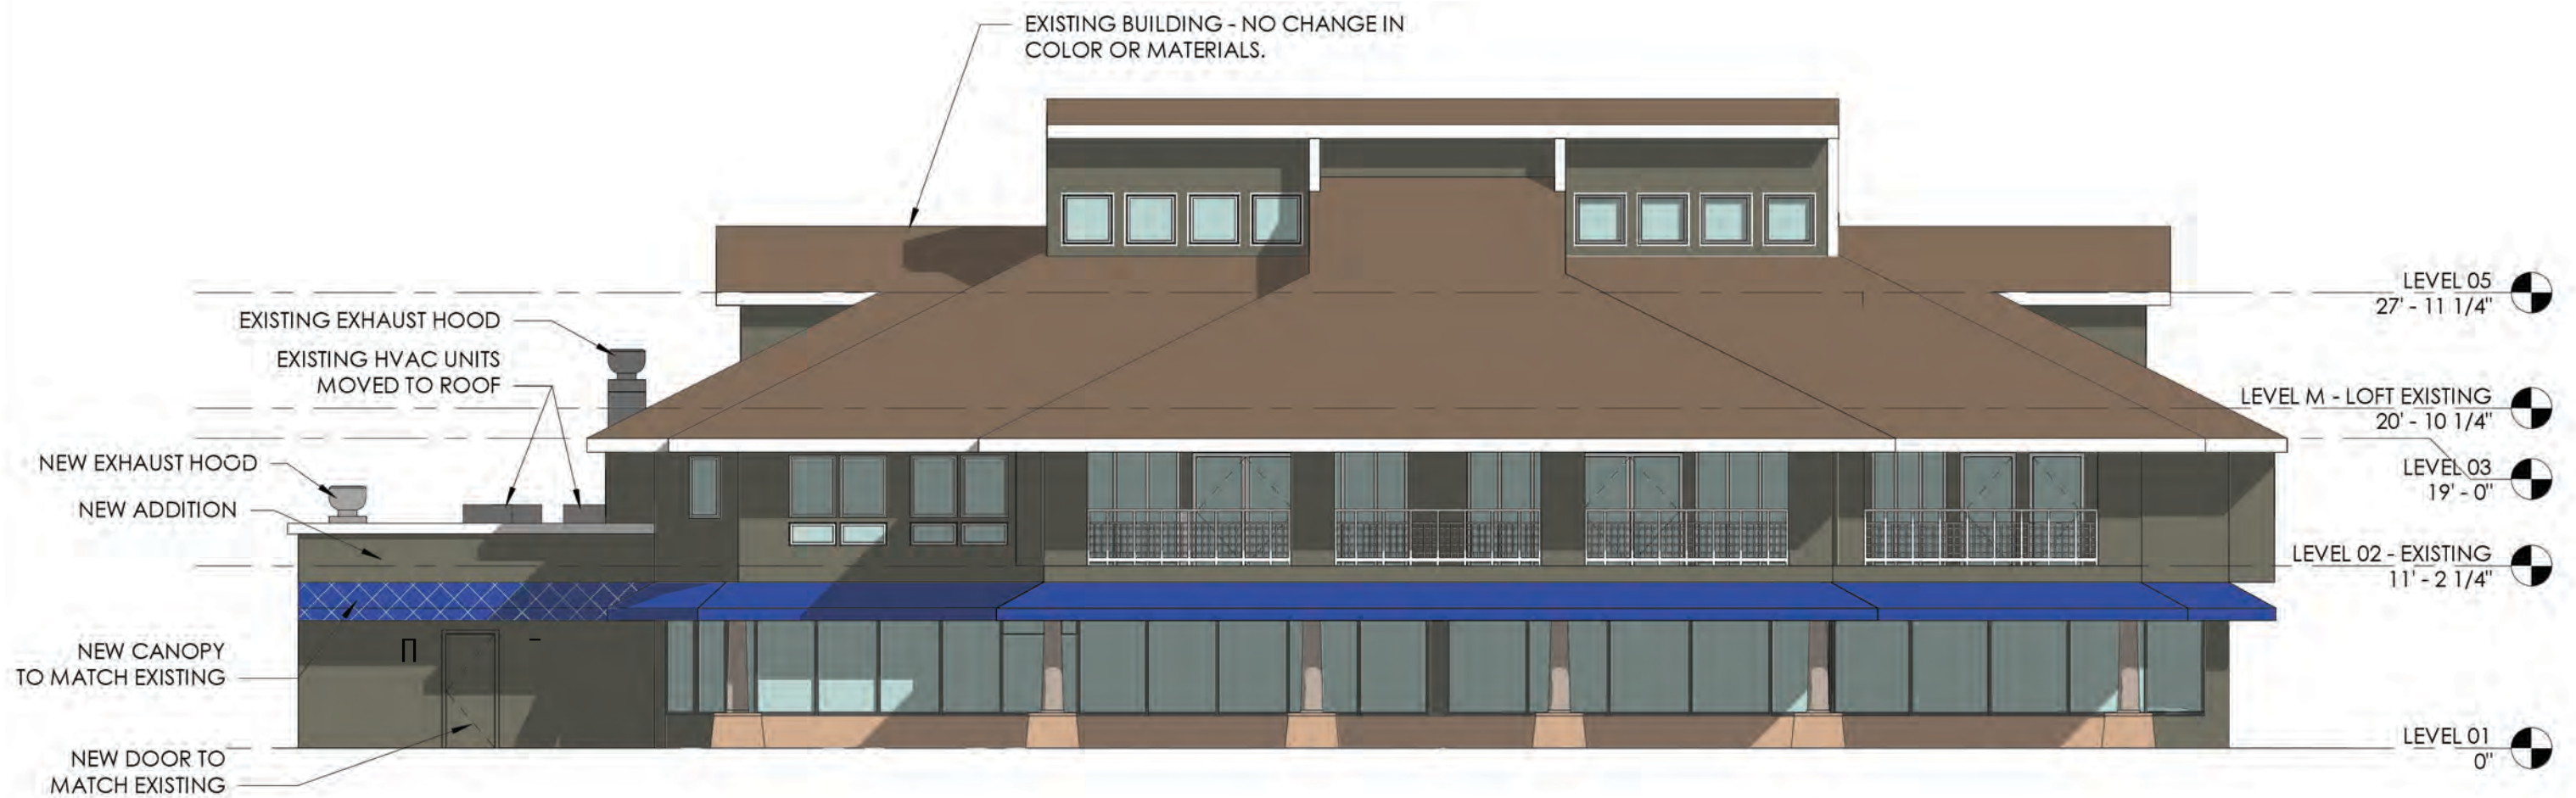 EXISTING BUILDING - NO CHANGE IN
COLOR OR MATERIALS.
EXISTING EXHAUST HOOD
EXISTING HVAC UNITS
MOVED TO ROOF
NEW EXHAUST HOOD
NEW ADDITION
NEW CANOPY
TO MATCH EXISTING
NEW DOOR TO
MATCH EXISTING
LEVEL 05
27' - 11 1/4"
LEVEL M - LOFT EXISTING
20' - 10 1/4"
LEVEL 03
19' - 0"
LEVEL 02 - EXISTING
11' - 2 1/4"
LEVEL 01
0"